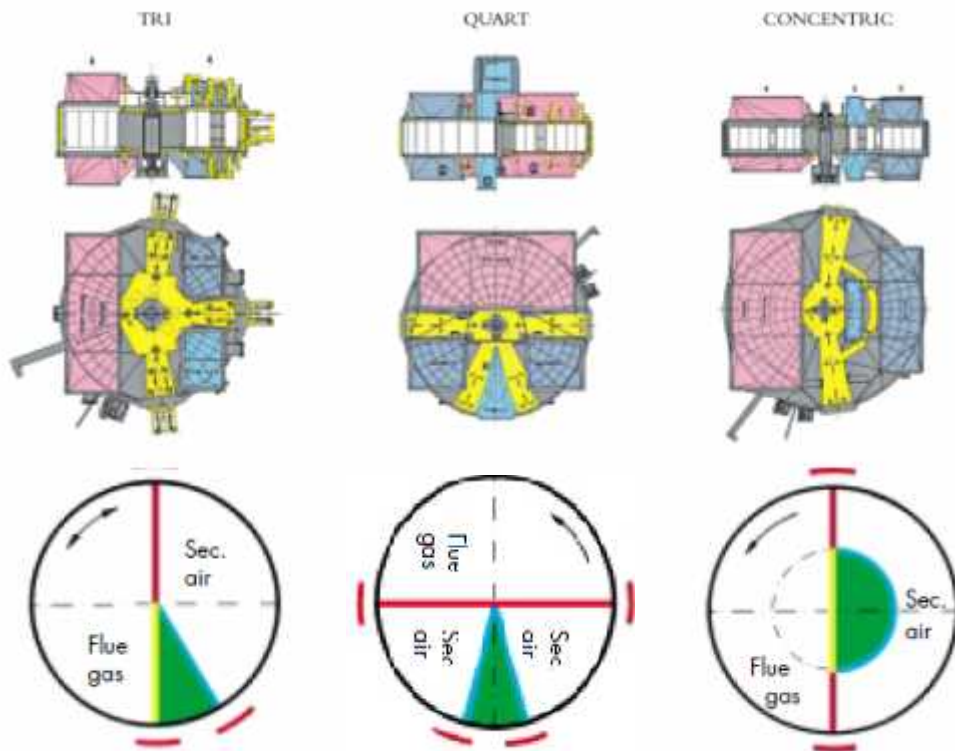 TRI
QUART
CONCENTRIC
Sec.
air
Flue
gas
Flue
gas
Sec
air
Sec
air
Sec.
air
Flue
gas